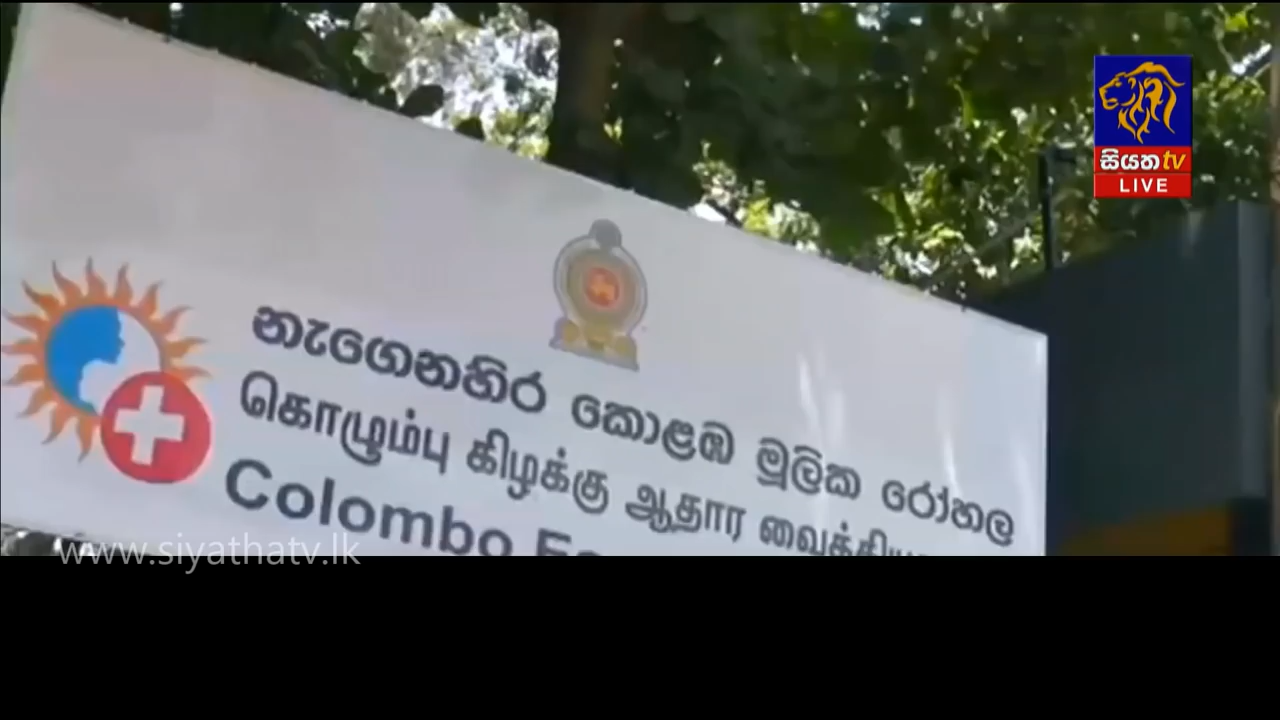 සියත tv
LIVE
නැගෙනහිර කොළඹ මූලික රෝහල
கொழும்பு கிழக்கு ஆதார
Colombo
www.siyathatv.lk